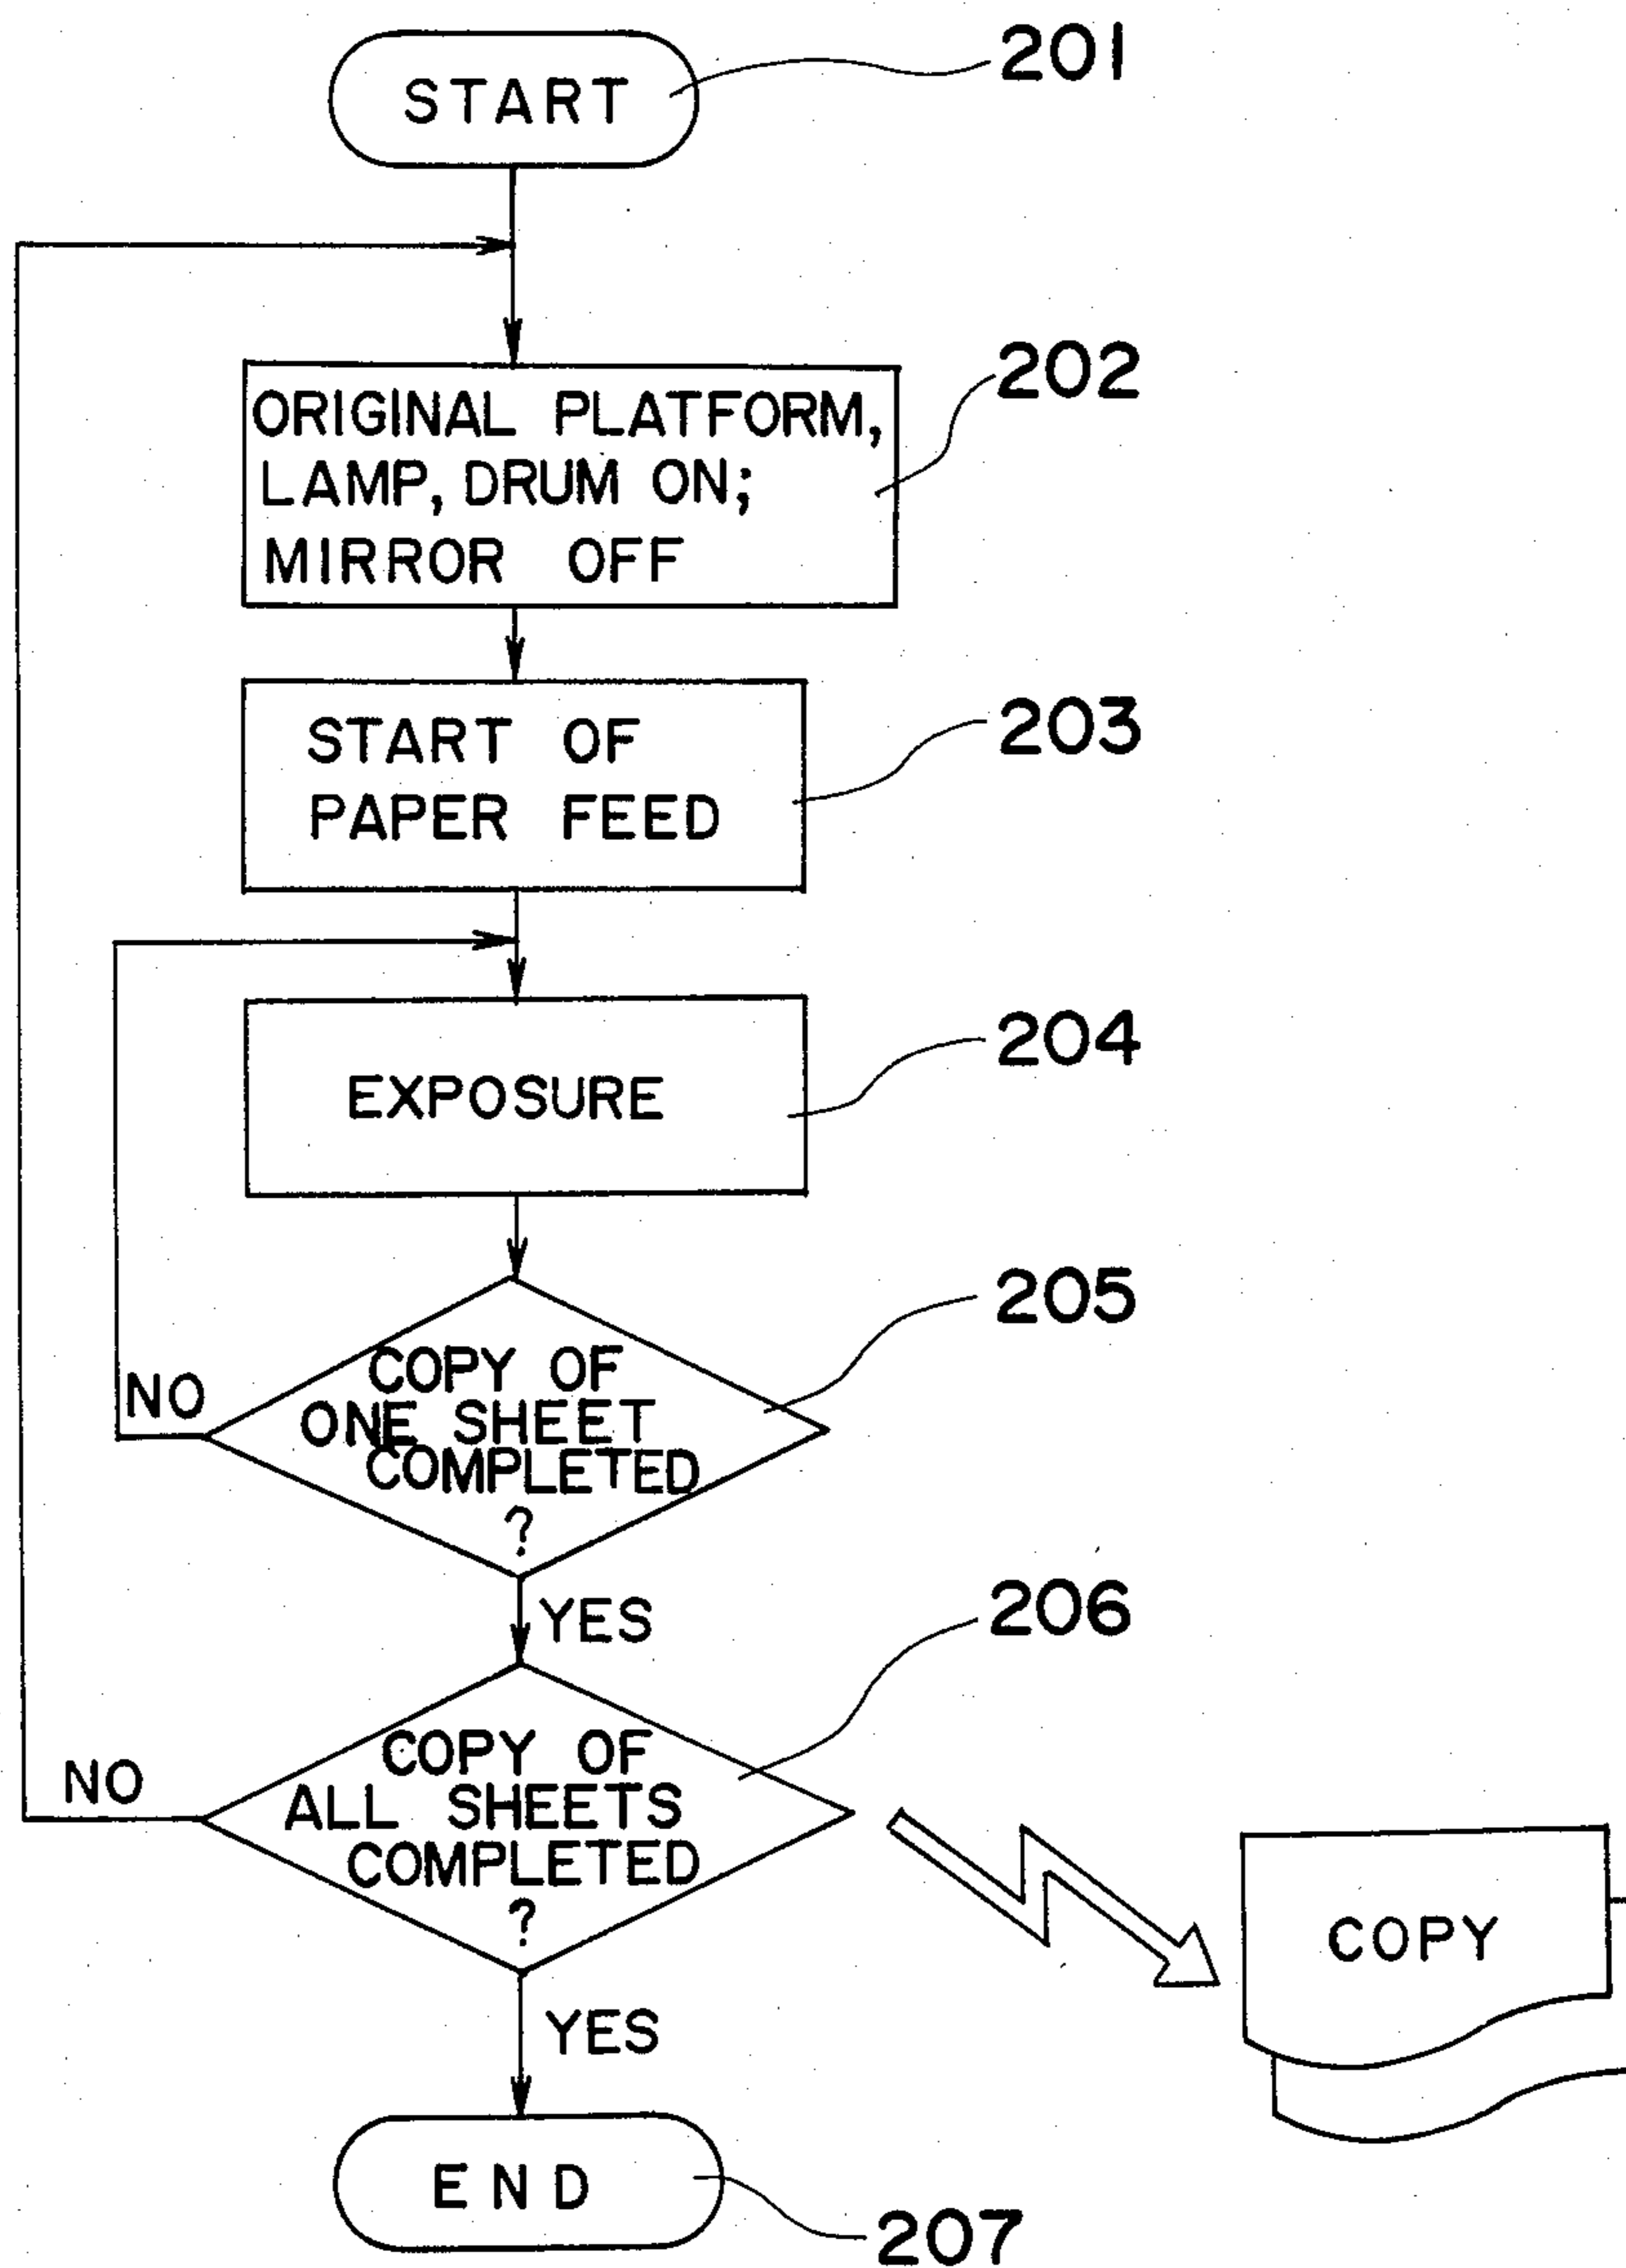 START
201
ORIGINAL PLATFORM,
LAMP, DRUM ON;
MIRROR OFF
202
START OF
PAPER FEED
203
EXPOSURE
204
COPY OF
ONE SHEET
COMPLETED
?
205
NO
YES
COPY OF
ALL SHEETS
COMPLETED
?
206
NO
COPY
YES
END
207